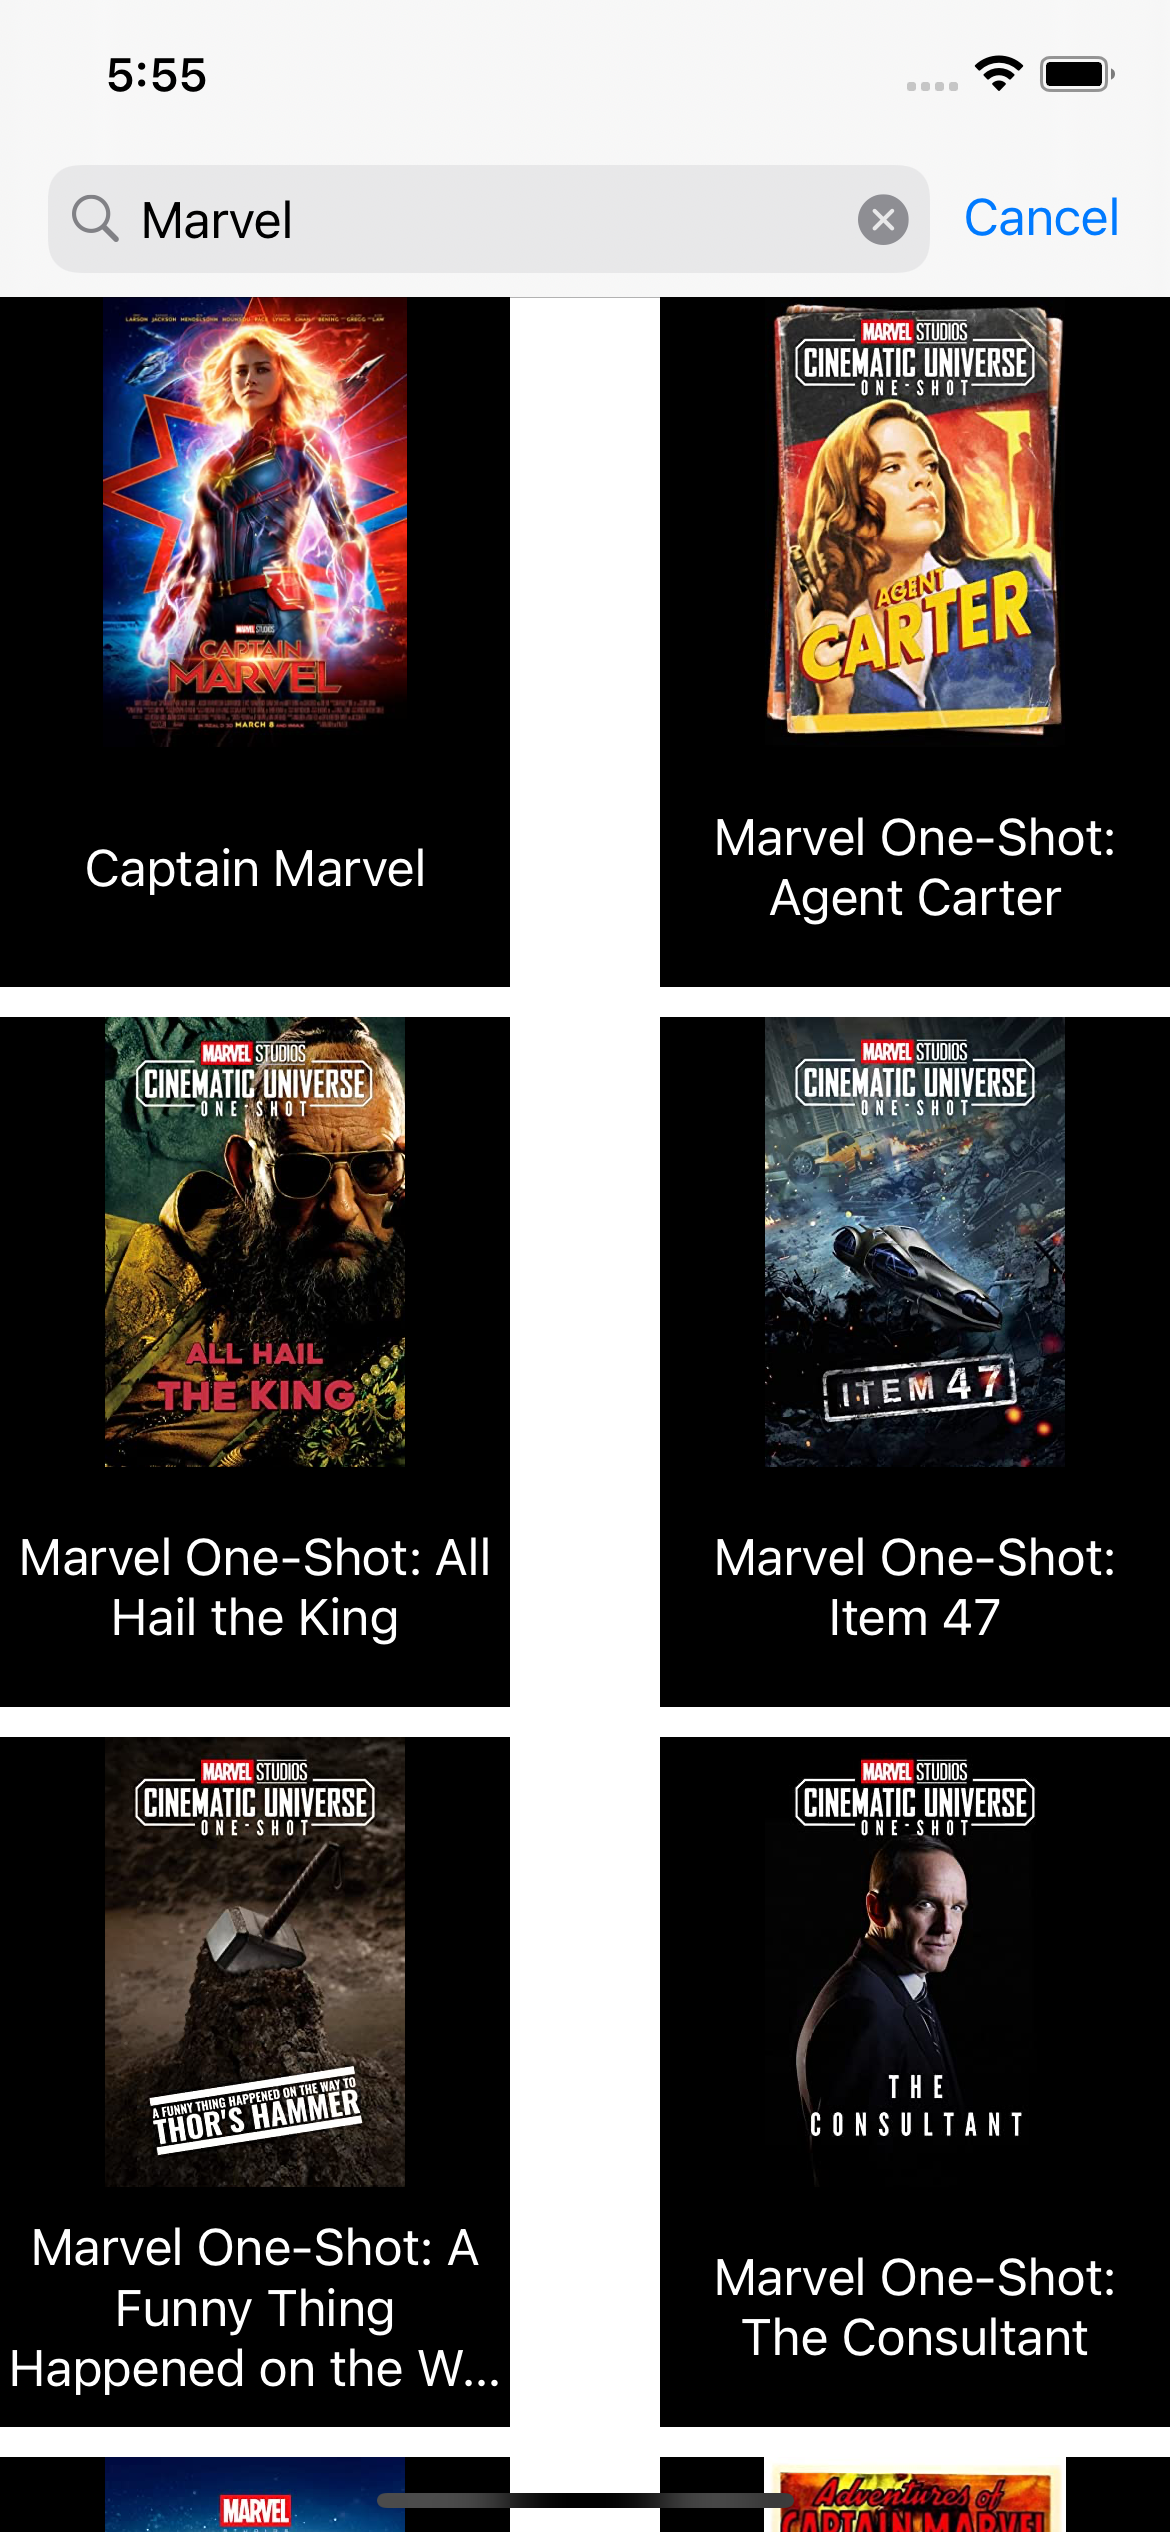 5:55
Marvel
Cancel
LARSON JACKSON MENDELSOHN HOUNSOU PACE LYNCH CHAN BENING GREGG LAW
MARVEL STUDIOS
CAPTAIN
MARVEL
MARCH 8
Captain Marvel
MARVEL STUDIOS
CINEMATIC UNIVERSE
ONE-SHOT
AGENT
CARTER
Marvel One-Shot:
Agent Carter
MARVEL STUDIOS
CINEMATIC UNIVERSE
ONE-SHOT
ALL HAIL
THE KING
Marvel One-Shot: All
Hail the King
MARVEL STUDIOS
CINEMATIC UNIVERSE
ONE-SHOT
ITEM 47
Marvel One-Shot:
Item 47
MARVEL STUDIOS
CINEMATIC UNIVERSE
ONE-SHOT
A FUNNY THING HAPPENED ON THE WAY TO
THOR'S HAMMER
Marvel One-Shot: A
Funny Thing
Happened on the W...
MARVEL STUDIOS
CINEMATIC UNIVERSE
ONE-SHOT
THE
CONSULTANT
Marvel One-Shot:
The Consultant
MARVEL
STUDIOS
Adventures of
CAPTAIN MARVEL